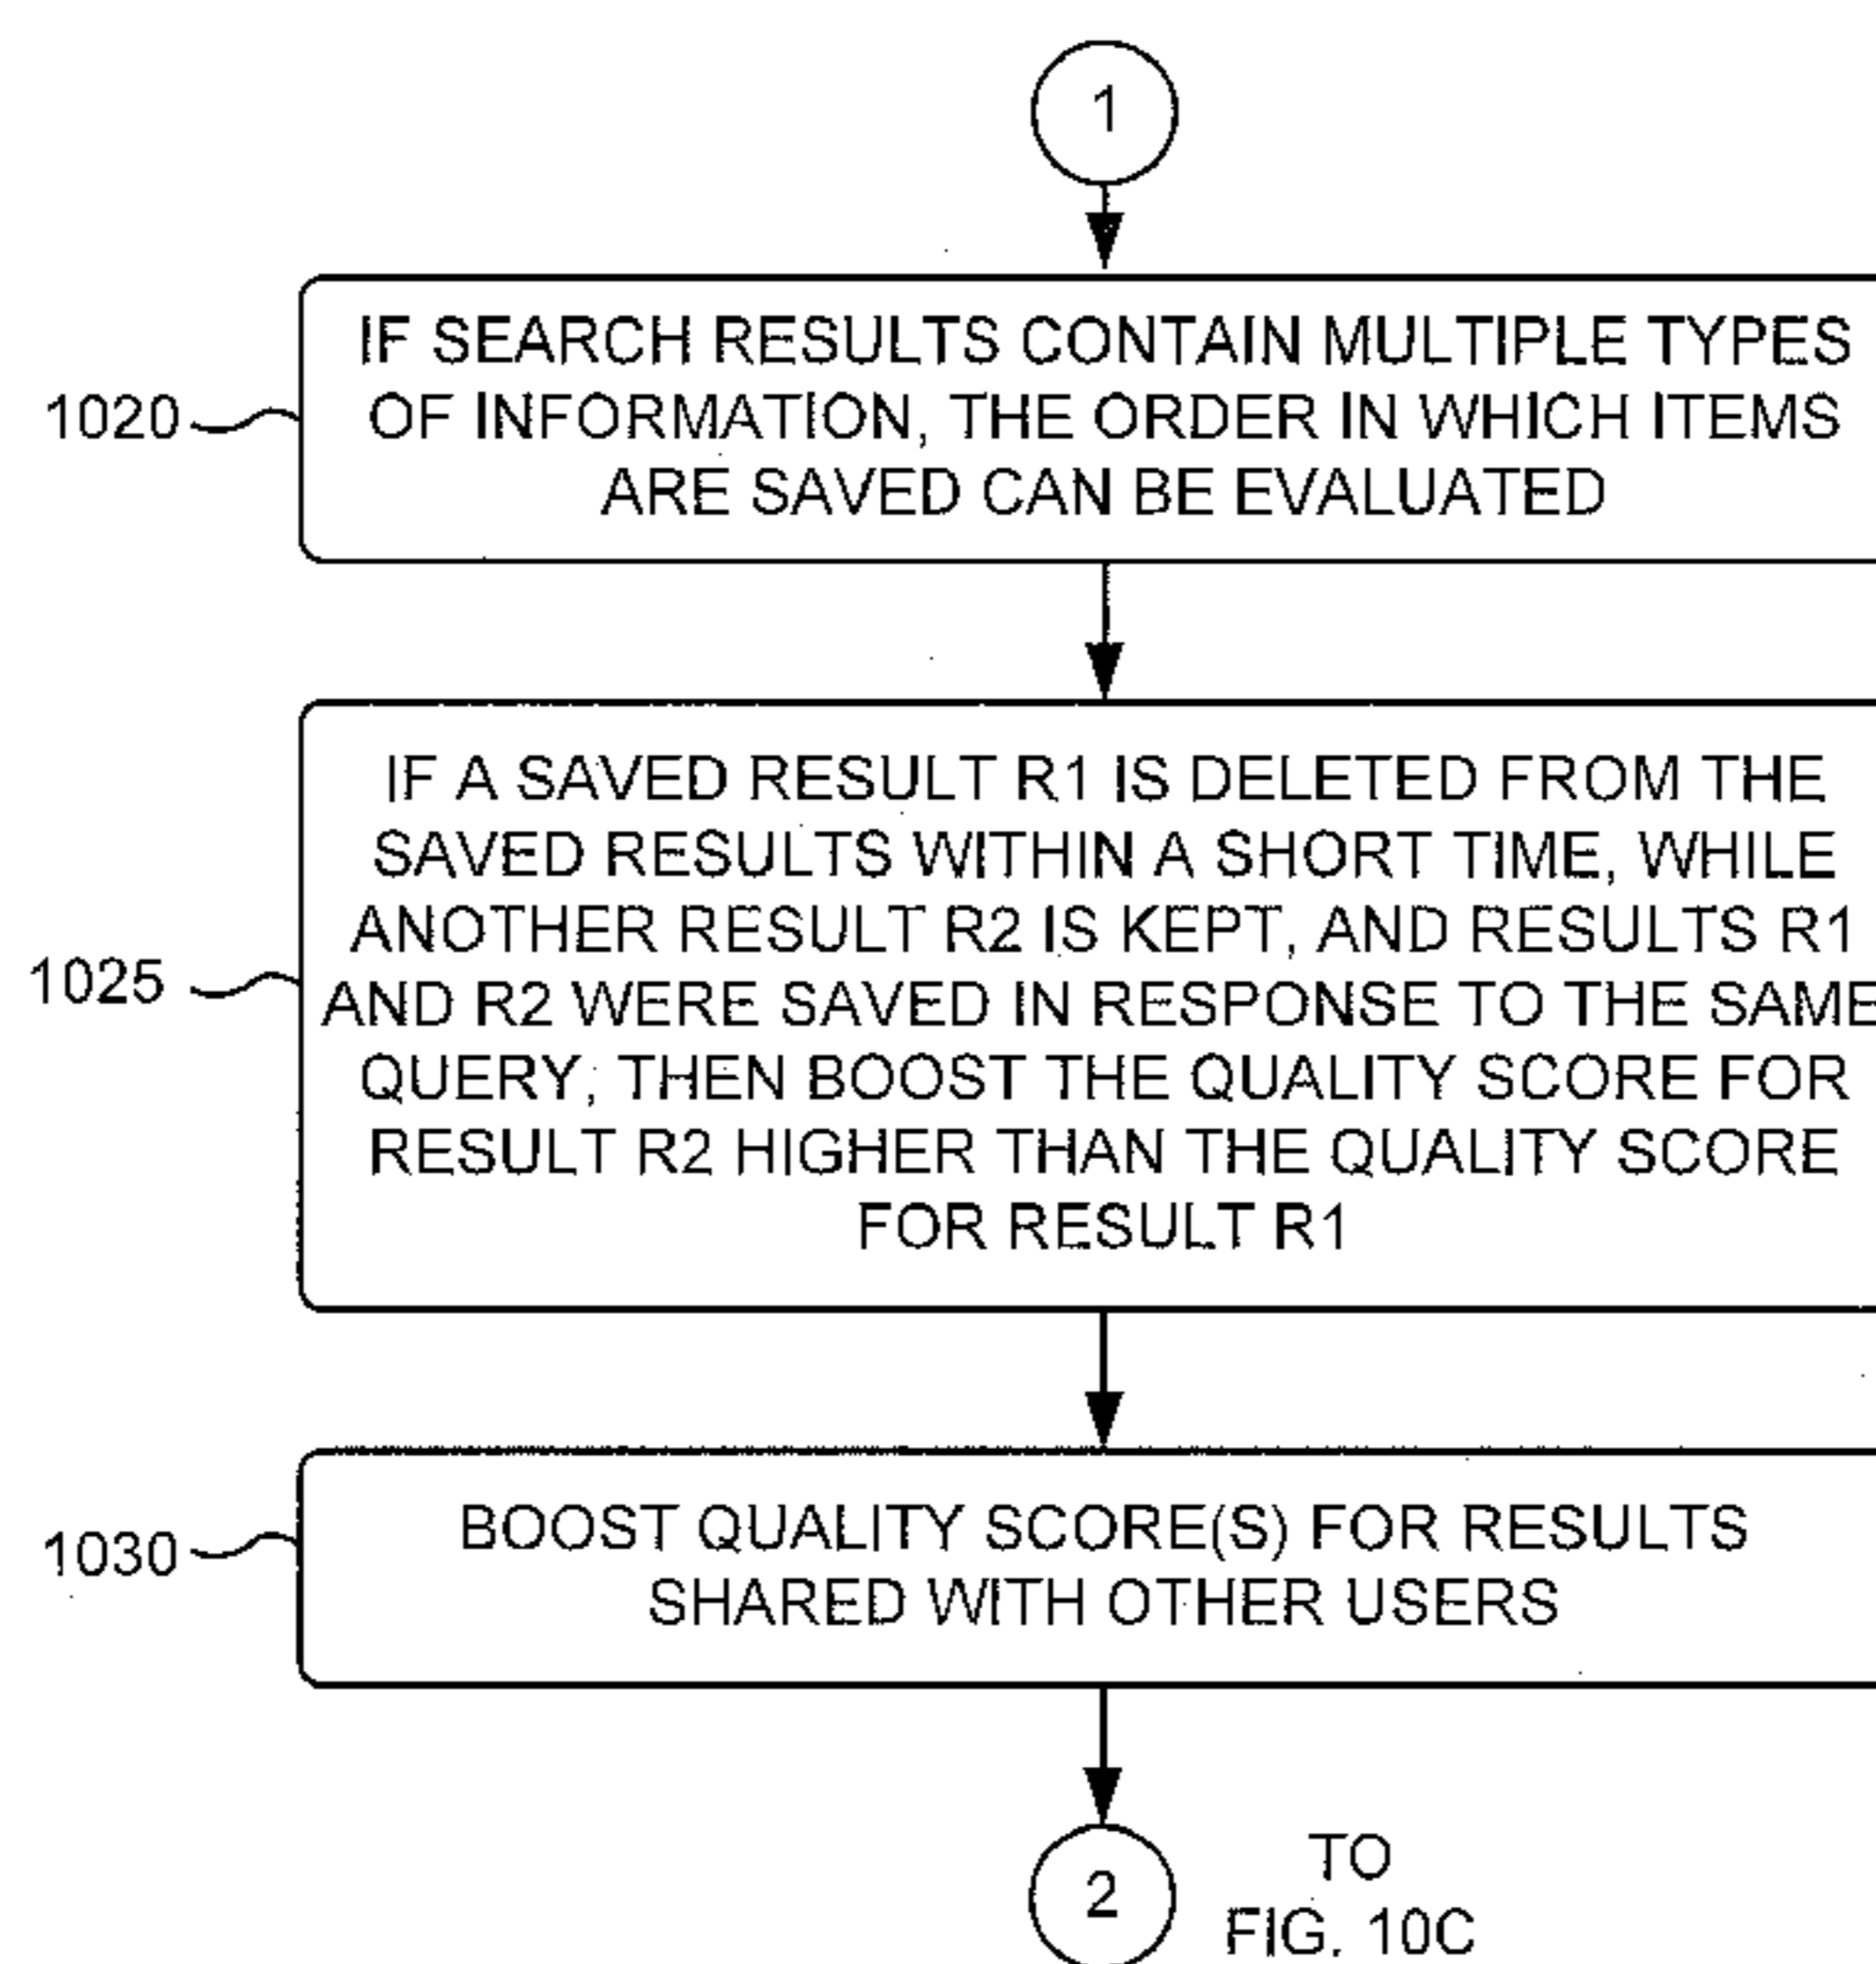 1
IF SEARCH RESULTS CONTAIN MULTIPLE TYPES
OF INFORMATION, THE ORDER IN WHICH ITEMS
ARE SAVED CAN BE EVALUATED
1020
IF A SAVED RESULT R1 IS DELETED FROM THE
SAVED RESULTS WITHIN A SHORT TIME, WHILE
ANOTHER RESULT R2 IS KEPT, AND RESULTS R1
AND R2 WERE SAVED IN RESPONSE TO THE SAME
QUERY, THEN BOOST THE QUALITY SCORE FOR
RESULT R2 HIGHER THAN THE QUALITY SCORE
FOR RESULT R1
1025
BOOST QUALITY SCORE(S) FOR RESULTS
SHARED WITH OTHER USERS
1030
2
TO
FIG. 10C